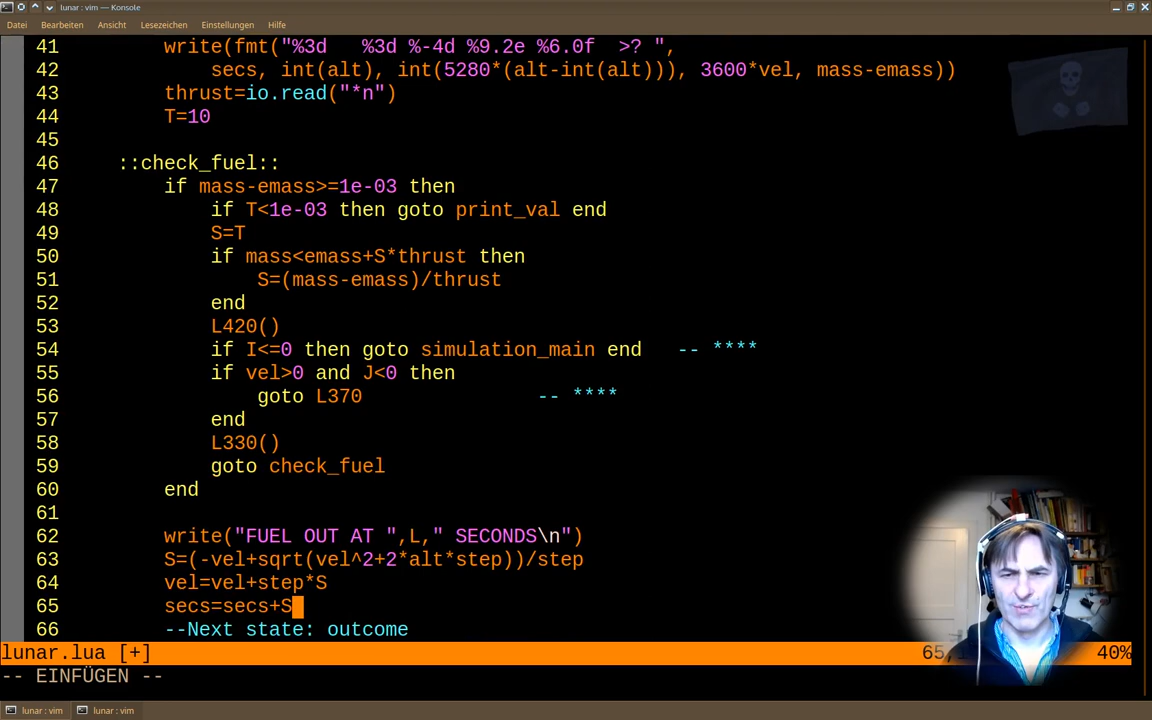 lunar : vim — Konsole
Datei Bearbeiten Ansicht Lesezeichen Einstellungen Hilfe
41 write(fmt("%3d %3d %-4d %9.2e %6.0f >? ",
42 secs, int(alt), int(5280*(alt-int(alt))), 3600*vel, mass-emass))
43 thrust=io.read("*n")
44 T=10
45
46 ::check_fuel::
47 if mass-emass>=1e-03 then
48 if T<1e-03 then goto print_val end
49 S=T
50 if mass<emass+S*thrust then
51 S=(mass-emass)/thrust
52 end
53 L420()
54 if I<=0 then goto simulation_main end -- ****
55 if vel>0 and J<0 then
56 goto L370 -- ****
57 end
58 L330()
59 goto check_fuel
60 end
61
62 write("FUEL OUT AT ",L," SECONDS\n")
63 S=(-vel+sqrt(vel^2+2*alt*step))/step
64 vel=vel+step*S
65 secs=secs+S
66 --Next state: outcome
lunar.lua [+] 65, 40%
-- EINFÜGEN --
lunar : vim lunar : vim